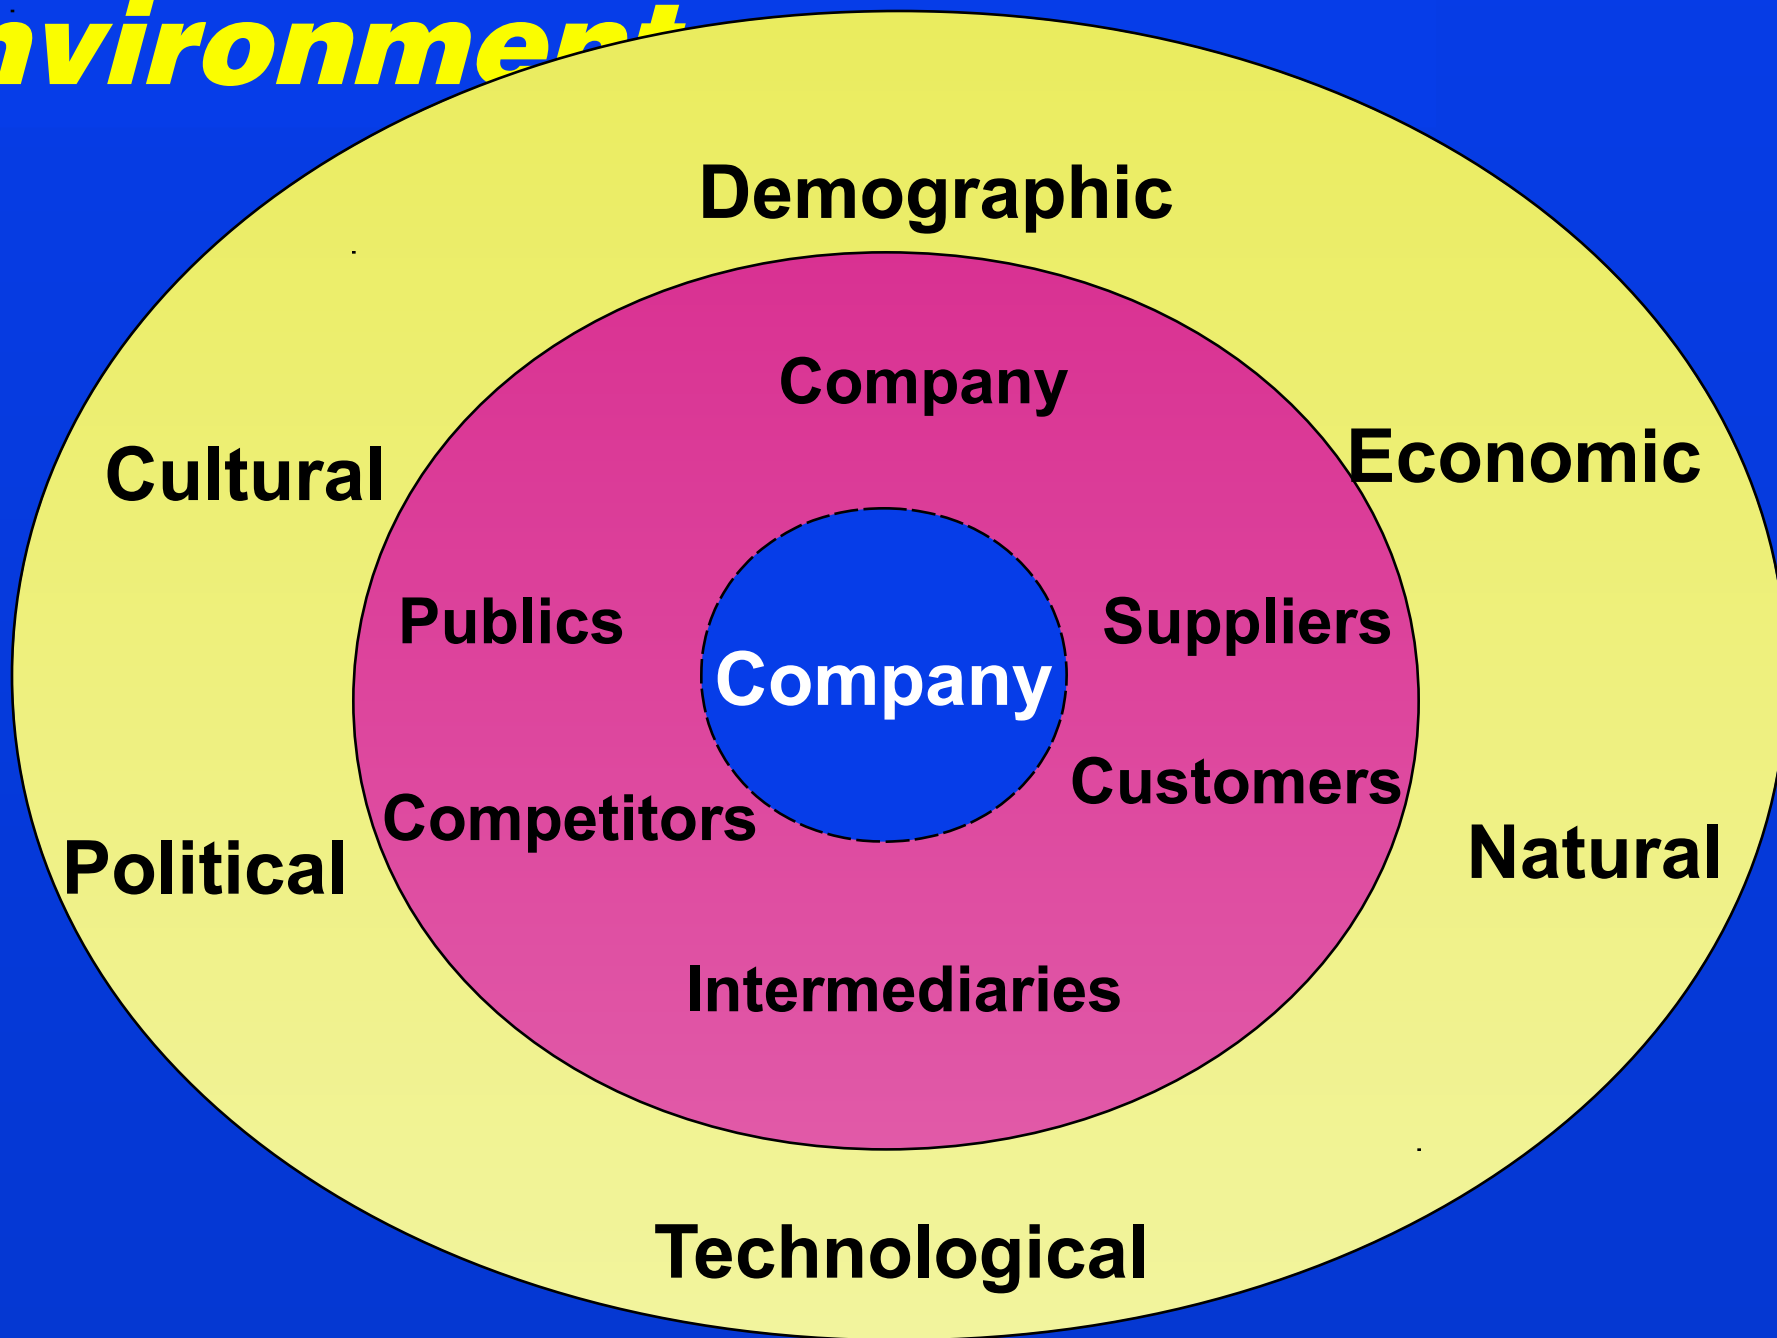 nvironment
Demographic
Company
Cultural
Economic
Publics
Suppliers
Company
Customers
Competitors
Political
Natural
Intermediaries
Technological